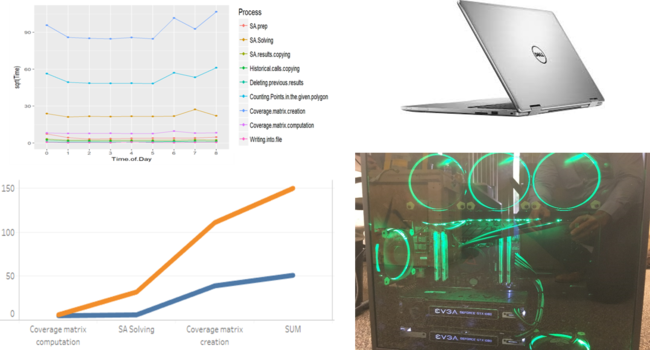 Process
SA.prep
SA.Solving
SA.results.copying
Historical.calls.copying
Deleting.previous.results
Counting.Points.in.the.given.polygon
Coverage.matrix.creation
Coverage.matrix.computation
Writing.into.file
sqrt(Time)
90
60
30
0
0 1 2 3 4 5 6 7 8
Time.of.Day
DELL
150
100
50
0
Coverage matrix computation
SA Solving
Coverage matrix creation
SUM
EVGA
EVGA